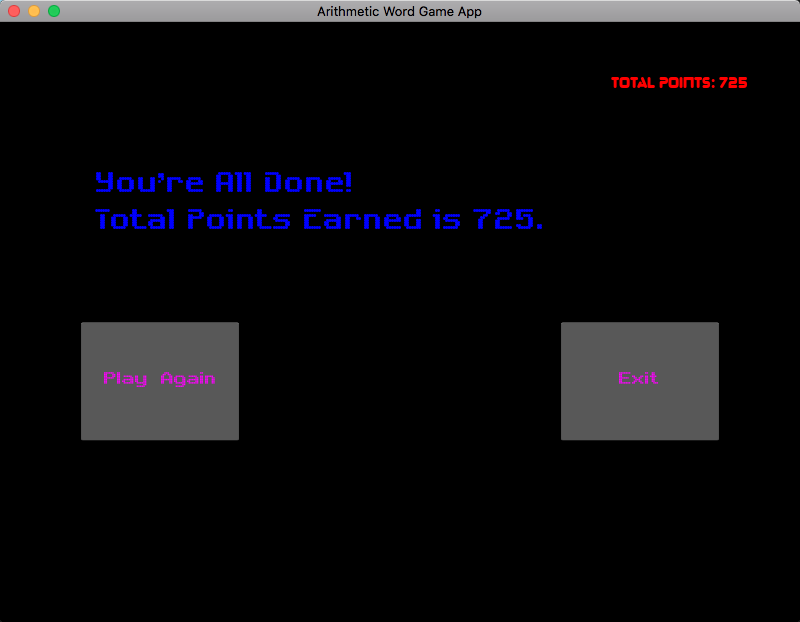 Arithmetic Word Game App
TOTAL POINTS: 725
You're All Done!
Total Points Earned is 725.
Play Again
Exit